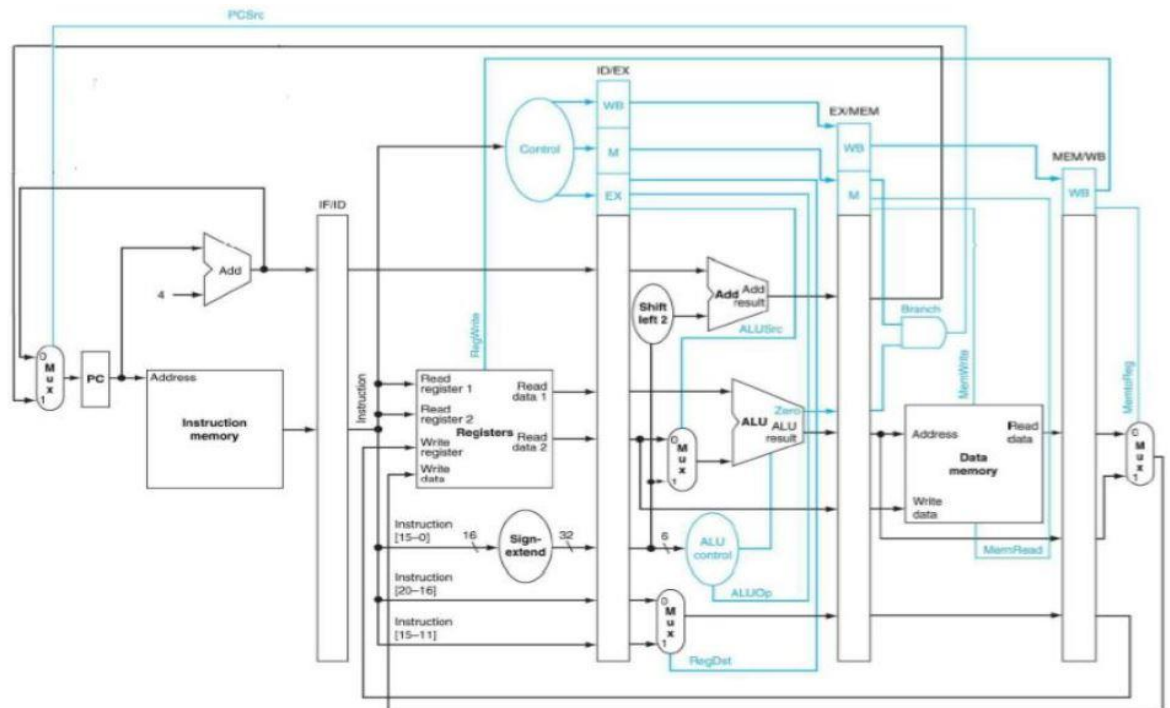 PCSrc
ID/EX
WB
EX/MEM
Control
M
WB
MEM/WB
EX
M
WB
IF/ID
Add
4
Shift
left 2
Add
Add
result
ALUSrc
Branch
RegWrite
MemWrite
MemtoReg
0
M
u
x
1
PC
Address
Instruction
memory
Instruction
Read
register 1
Read
register 2
Write
register
Write
data
Registers
Read
data 1
Read
data 2
0
M
u
x
1
ALU
Zero
ALU
result
Address
Read
data
Data
memory
Write
data
0
M
u
x
1
MemRead
Instruction
[15–0]
16
Sign-
extend
32
6
ALU
control
ALUOp
Instruction
[20–16]
Instruction
[15–11]
0
M
u
x
1
RegDst